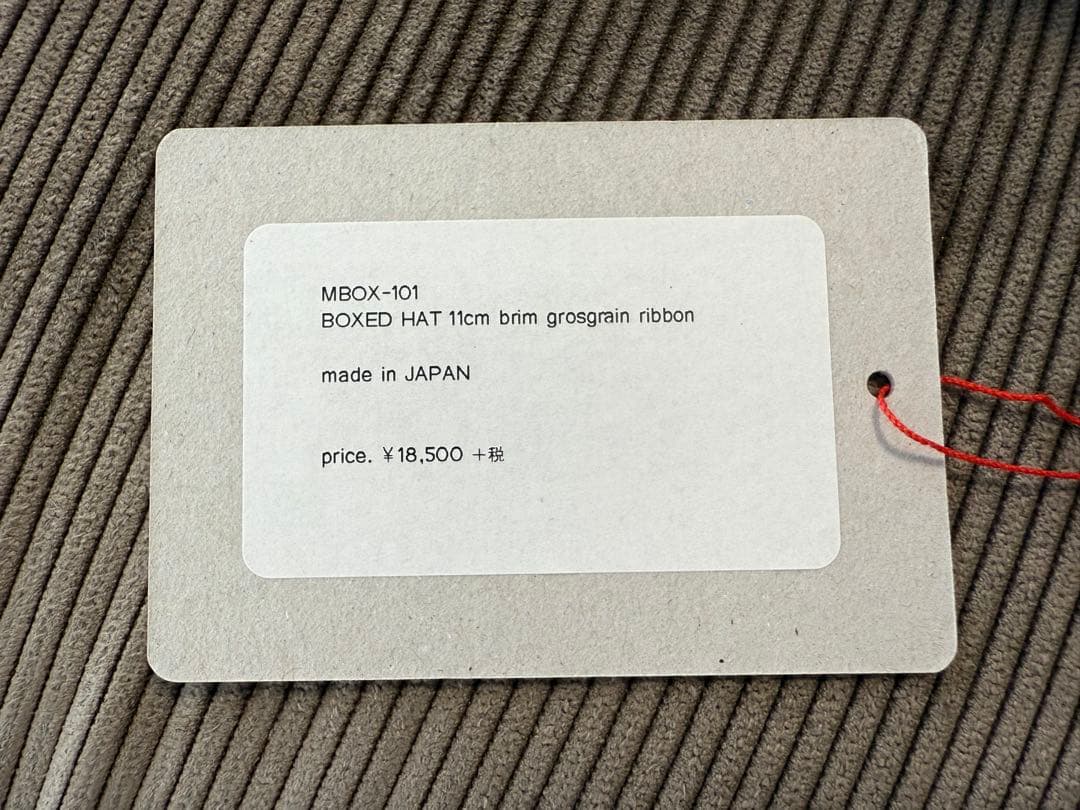 MBOX-101
BOXED HAT 11cm brim grosgrain ribbon
made in JAPAN
price. ¥18,500 +税